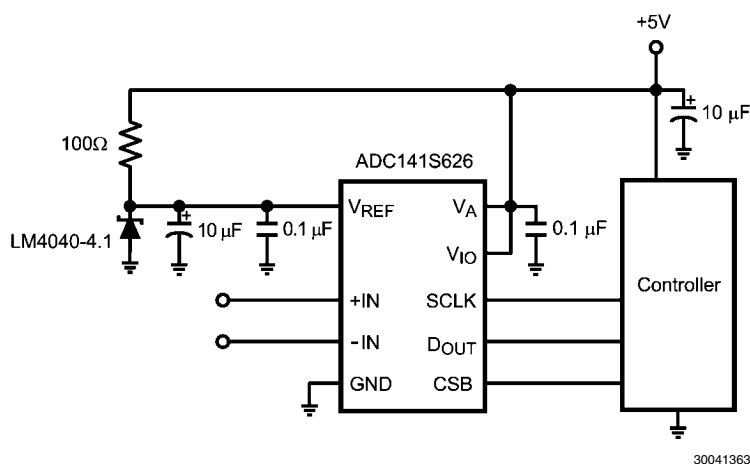 +5V
10 µF
100Ω
ADC141S626
LM4040-4.1
10 µF
0.1 µF
VREF
VA
0.1 µF
VIO
+IN
SCLK
Controller
−IN
DOUT
GND
CSB
30041363